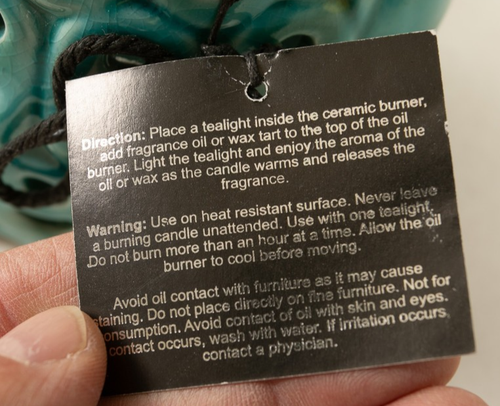 Direction: Place a tealight inside the ceramic burner,
add fragrance oil or wax tart to the top of the oil
burner. Light the tealight and enjoy the aroma of the
oil or wax as the candle warms and releases the
fragrance.
Warning: Use on heat resistant surface. Never leave
a burning candle unattended. Use with one tealight,
Do not burn more than an hour at a time. Allow the oil
burner to cool before moving.
Avoid oil contact with furniture as it may cause
staining. Do not place directly on fine furniture. Not for
consumption. Avoid contact of oil with skin and eyes.
contact occurs, wash with water. If irritation occurs,
contact a physician.